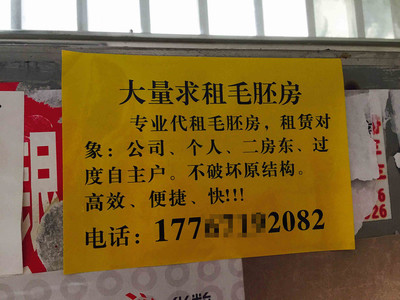 大量求租毛胚房
专业代租毛胚房，租赁对
象：公司、个人、二房东、过
度自主户。不破坏原结构。
高效、便捷、快!!!
电话：177 2082